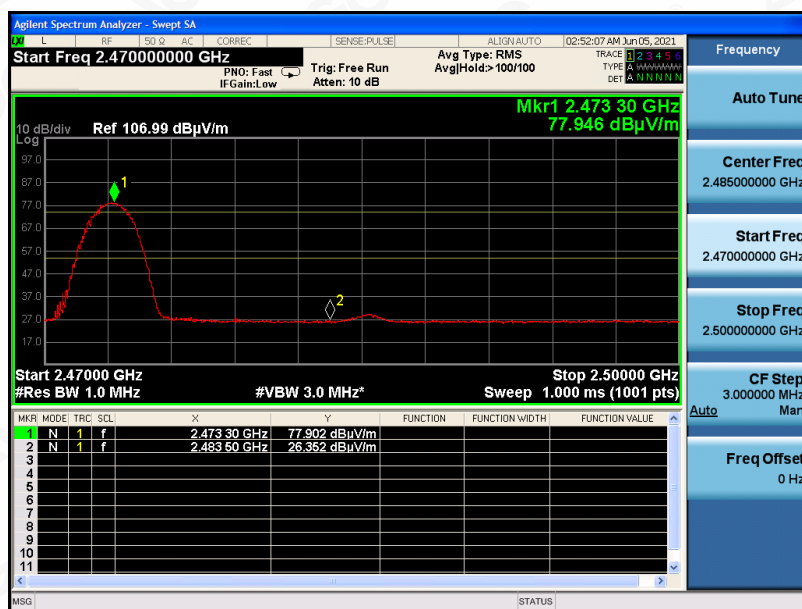 Agilent Spectrum Analyzer - Swept SA
LXI L RF 50 Ω AC CORREC SENSE:PULSE ALIGN AUTO 02:52:07 AM Jun 05, 2021
Start Freq 2.470000000 GHz
PNO: Fast
IFGain:Low
Trig: Free Run
Atten: 10 dB
Avg Type: RMS
Avg|Hold:>100/100
TRACE 1 2 3 4 5 6
TYPE A WWWWW
DET A N N N N N
Mkr1 2.473 30 GHz
77.946 dBµV/m
10 dB/div Ref 106.99 dBµV/m
Log
97.0
87.0
77.0
67.0
57.0
47.0
37.0
27.0
17.0
1
2
Start 2.47000 GHz Stop 2.50000 GHz
#Res BW 1.0 MHz #VBW 3.0 MHz* Sweep 1.000 ms (1001 pts)
MKR MODE TRC SCL X Y FUNCTION FUNCTION WIDTH FUNCTION VALUE
1 N 1 f 2.473 30 GHz 77.902 dBµV/m
2 N 1 f 2.483 50 GHz 26.352 dBµV/m
3
4
5
6
7
8
9
10
11
MSG STATUS
Frequency
Auto Tune
Center Freq
2.485000000 GHz
Start Freq
2.470000000 GHz
Stop Freq
2.500000000 GHz
CF Step
3.000000 MHz
Auto Man
Freq Offset
0 Hz